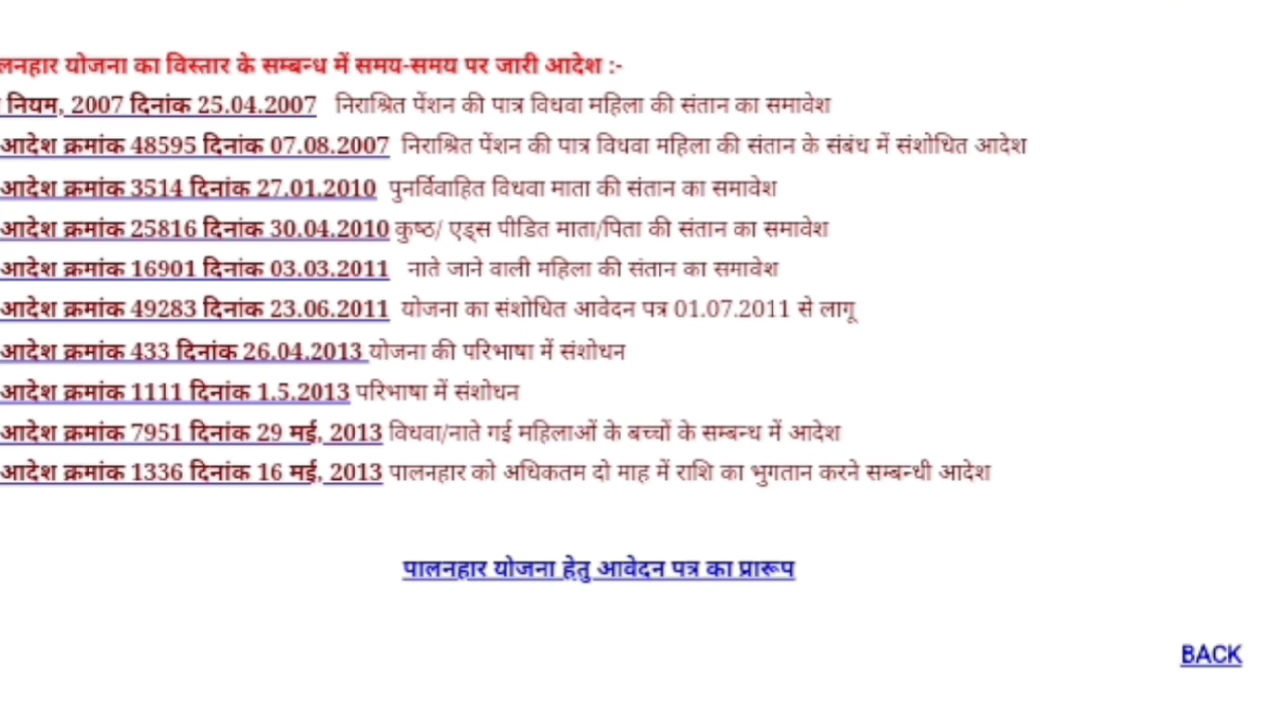 लनहार योजना का विस्तार के सम्बन्ध में समय-समय पर जारी आदेश :-
नियम, 2007 दिनांक 25.04.2007 निराश्रित पेंशन की पात्र विधवा महिला की संतान का समावेश
आदेश क्रमांक 48595 दिनांक 07.08.2007 निराश्रित पेंशन की पात्र विधवा महिला की संतान के संबंध में संशोधित आदेश
आदेश क्रमांक 3514 दिनांक 27.01.2010 पुनर्विवाहित विधवा माता की संतान का समावेश
आदेश क्रमांक 25816 दिनांक 30.04.2010 कुष्ठ/ एड्स पीडित माता/पिता की संतान का समावेश
आदेश क्रमांक 16901 दिनांक 03.03.2011 नाते जाने वाली महिला की संतान का समावेश
आदेश क्रमांक 49283 दिनांक 23.06.2011 योजना का संशोधित आवेदन पत्र 01.07.2011 से लागू
आदेश क्रमांक 433 दिनांक 26.04.2013 योजना की परिभाषा में संशोधन
आदेश क्रमांक 1111 दिनांक 1.5.2013 परिभाषा में संशोधन
आदेश क्रमांक 7951 दिनांक 29 मई, 2013 विधवा/नाते गई महिलाओं के बच्चों के सम्बन्ध में आदेश
आदेश क्रमांक 1336 दिनांक 16 मई, 2013 पालनहार को अधिकतम दो माह में राशि का भुगतान करने सम्बन्धी आदेश
पालनहार योजना हेतु आवेदन पत्र का प्रारूप
BACK